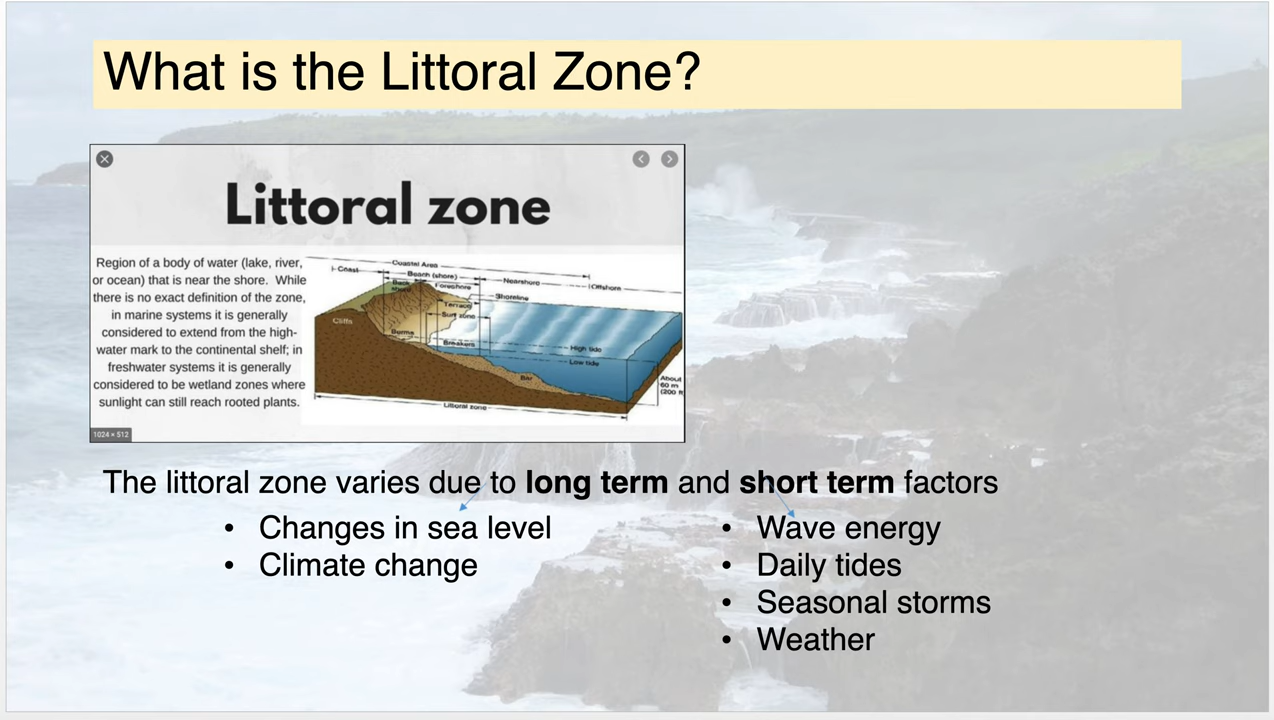 What is the Littoral Zone?
Littoral zone
Region of a body of water (lake, river,
or ocean) that is near the shore. While
there is no exact definition of the zone,
in marine systems it is generally
considered to extend from the high-
water mark to the continental shelf; in
freshwater systems it is generally
considered to be wetland zones where
sunlight can still reach rooted plants.
Coastal Area
Coast
Beach (shore)
Nearshore
Offshore
Foreshore
Shoreline
Terrace
Surf zone
Cliffs
Berms
Breakers
High tide
Low tide
Bar
About
60 m
(200 ft
Littoral zone
1024 × 512
The littoral zone varies due to long term and short term factors
• Changes in sea level
• Climate change
• Wave energy
• Daily tides
• Seasonal storms
• Weather